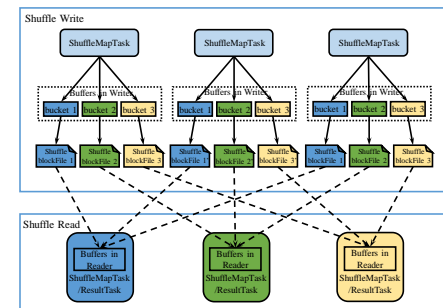 Shuffle Write
ShuffleMapTask ShuffleMapTask ShuffleMapTask
Buffers in Writer Buffers in Writer Buffers in Writer
bucket 1 bucket 2 bucket 3 bucket 1 bucket 2 bucket 3 bucket 1 bucket 2 bucket 3
Shuffle Shuffle Shuffle Shuffle Shuffle Shuffle Shuffle Shuffle Shuffle
blockFile 1 blockFile 2 blockFile 3 blockFile 1 blockFile 2 blockFile 3 blockFile 1 blockFile 2 blockFile 3
Shuffle Read
Buffers in Buffers in Buffers in
Reader Reader Reader
ShuffleMapTask ShuffleMapTask ShuffleMapTask
/ResultTask /ResultTask /ResultTask